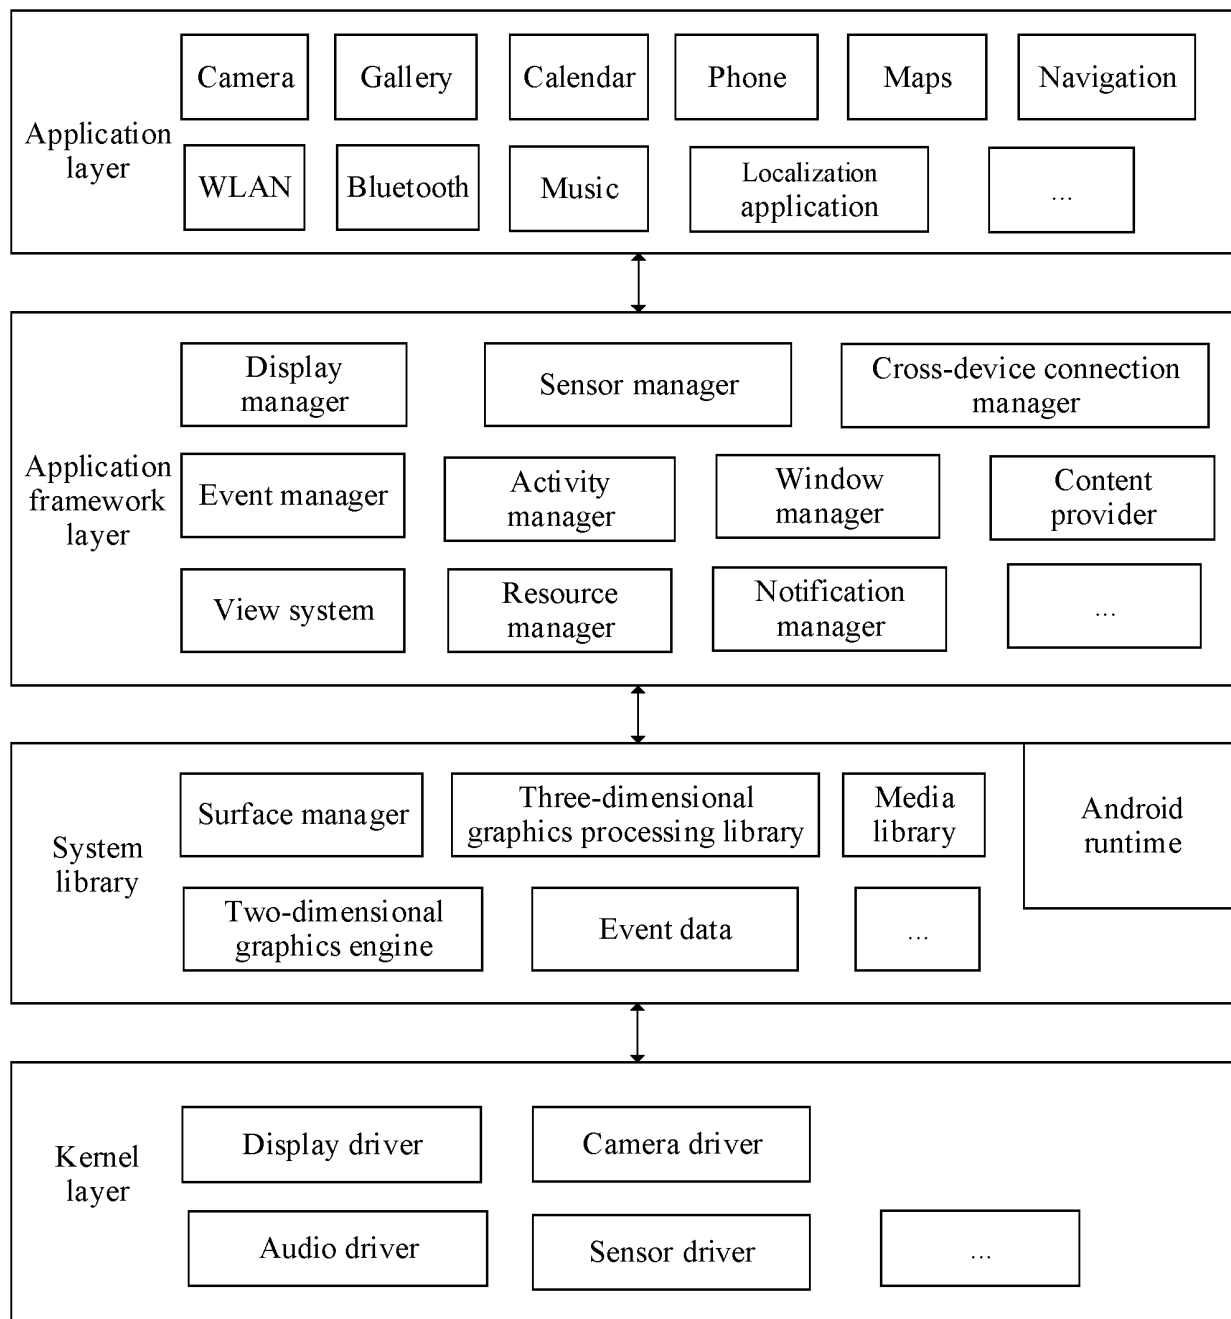 Camera
Gallery
Calendar
Phone
Maps
Navigation
Application
layer
WLAN
Bluetooth
Music
Localization
application
...
Display
manager
Sensor manager
Cross-device connection
manager
Application
framework
layer
Event manager
Activity
manager
Window
manager
Content
provider
View system
Resource
manager
Notification
manager
...
System
library
Surface manager
Three-dimensional
graphics processing library
Media
library
Android
runtime
Two-dimensional
graphics engine
Event data
...
Kernel
layer
Display driver
Camera driver
Audio driver
Sensor driver
...